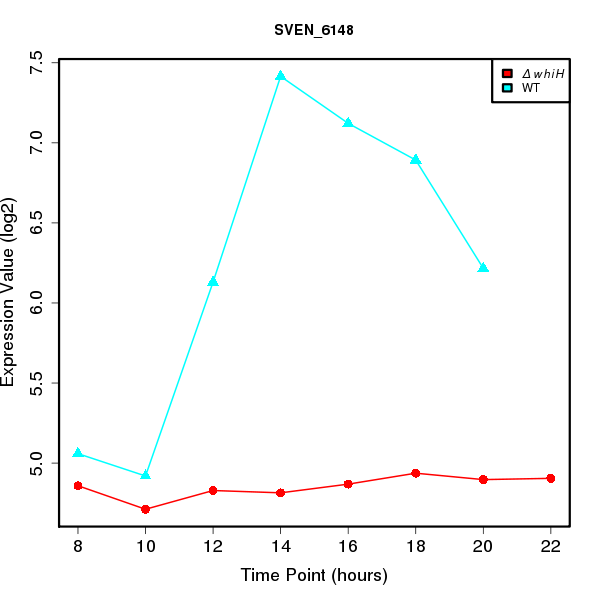 SVEN_6148
ΔwhiH
WT
Expression Value (log2)
7.5
7.0
6.5
6.0
5.5
5.0
8 10 12 14 16 18 20 22
Time Point (hours)